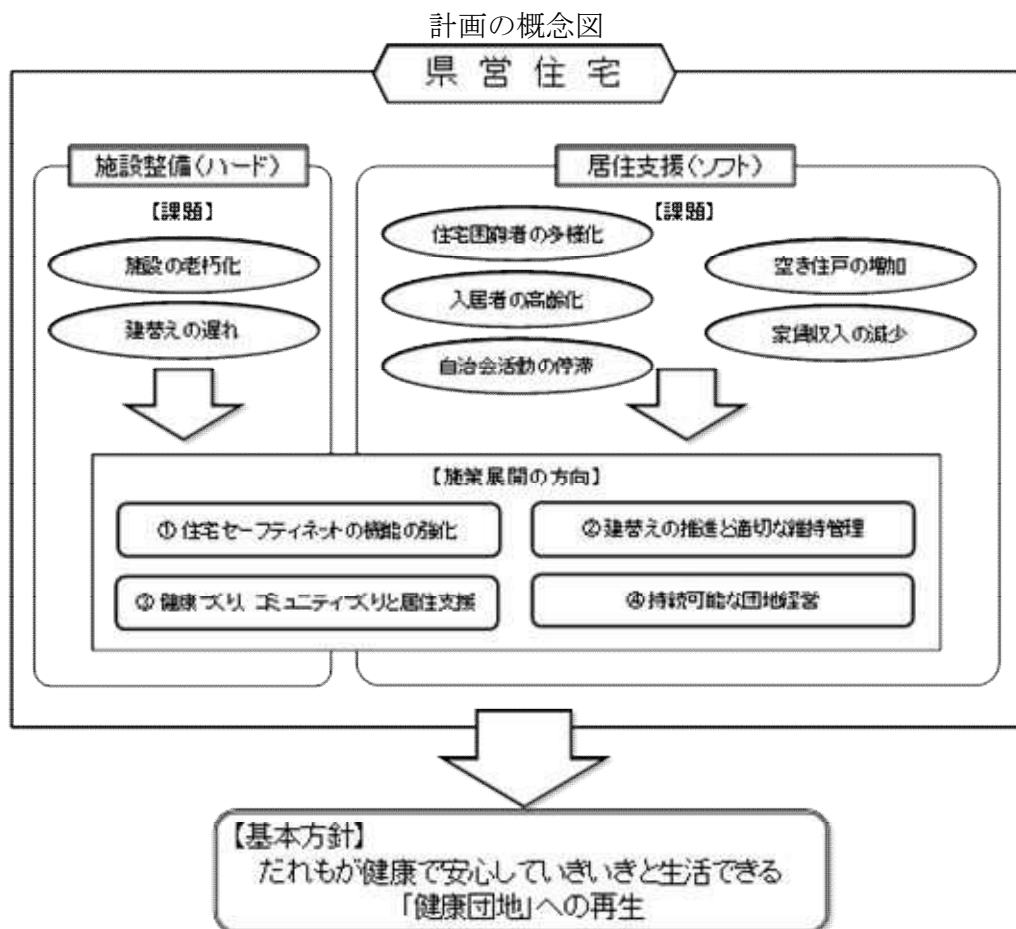 計画の概念図
県営住宅
施設整備(ハード)
【課題】
施設の老朽化
建替えの遅れ
居住支援(ソフト)
【課題】
住宅困窮者の多様化
入居者の高齢化
自治会活動の停滞
空き住戸の増加
家賃収入の減少
【施策展開の方向】
①住宅セーフティネットの機能の強化
②建替えの推進と適切な維持管理
③健康づくり、コミュニティづくりと居住支援
④持続可能な団地経営
【基本方針】
だれもが健康で安心していきいきと生活できる
「健康団地」への再生